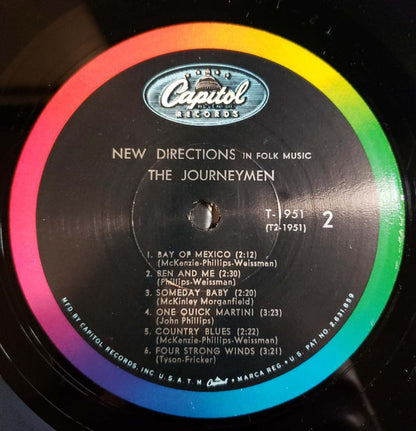 Capitol
RECORDS
NEW DIRECTIONS IN FOLK MUSIC
THE JOURNEYMEN
T-1951
(T2-1951)
2
1. BAY OF MEXICO (2:12)
(McKenzie-Phillips-Weissman)
2. BEN AND ME (2:30)
(Phillips-Weissman)
3. SOMEDAY BABY (2:20)
(McKinley Morganfield)
4. ONE QUICK MARTINI (3:23)
(John Phillips)
5. COUNTRY BLUES (2:22)
(McKenzie-Phillips-Weissman)
6. FOUR STRONG WINDS (3:21)
(Tyson-Fricker)
MFD BY CAPITOL RECORDS, INC. U.S.A. T.M. Capitol MARCA REG. • U.S. PAT. NO. 2,631,859